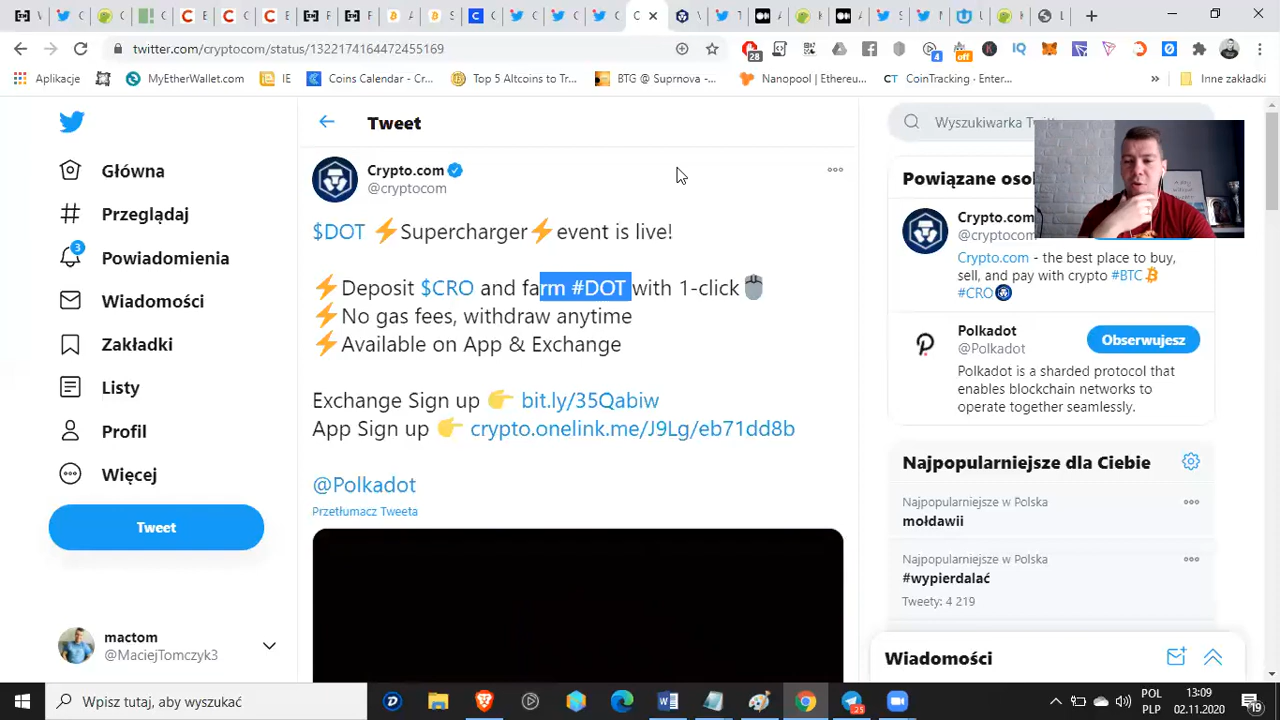 twitter.com/cryptocom/status/1322174164472455169
28
4
off
Aplikacje
MyEtherWallet.com
IE
Coins Calendar - Cr...
Top 5 Altcoins to Tr...
BTG @ Suprnova -...
Nanopool | Ethereu...
CT CoinTracking · Enter...
»
Inne zakładki
Główna
Przeglądaj
3
Powiadomienia
Wiadomości
Zakładki
Listy
Profil
Więcej
Tweet
mactom
@MaciejTomczyk3
Tweet
Crypto.com
@cryptocom
$DOT ⚡Supercharger⚡event is live!
⚡Deposit $CRO and farm #DOT with 1-click🖱️
⚡No gas fees, withdraw anytime
⚡Available on App & Exchange
Exchange Sign up 👉 bit.ly/35Qabiw
App Sign up 👉 crypto.onelink.me/J9Lg/eb71dd8b
@Polkadot
Przetłumacz Tweeta
Wyszukiwarka
Powiązane
Crypto.com
@cryptocom
Crypto.com - the best place to buy,
sell, and pay with crypto #BTC
#CRO
Polkadot
@Polkadot
Obserwujesz
Polkadot is a sharded protocol that
enables blockchain networks to
operate together seamlessly.
Najpopularniejsze dla Ciebie
Najpopularniejsze w Polska
mołdawii
Najpopularniejsze w Polska
#wypierdalać
Tweety: 4 219
Wiadomości
Wpisz tutaj, aby wyszukać
POL
PLP
13:09
02.11.2020
19